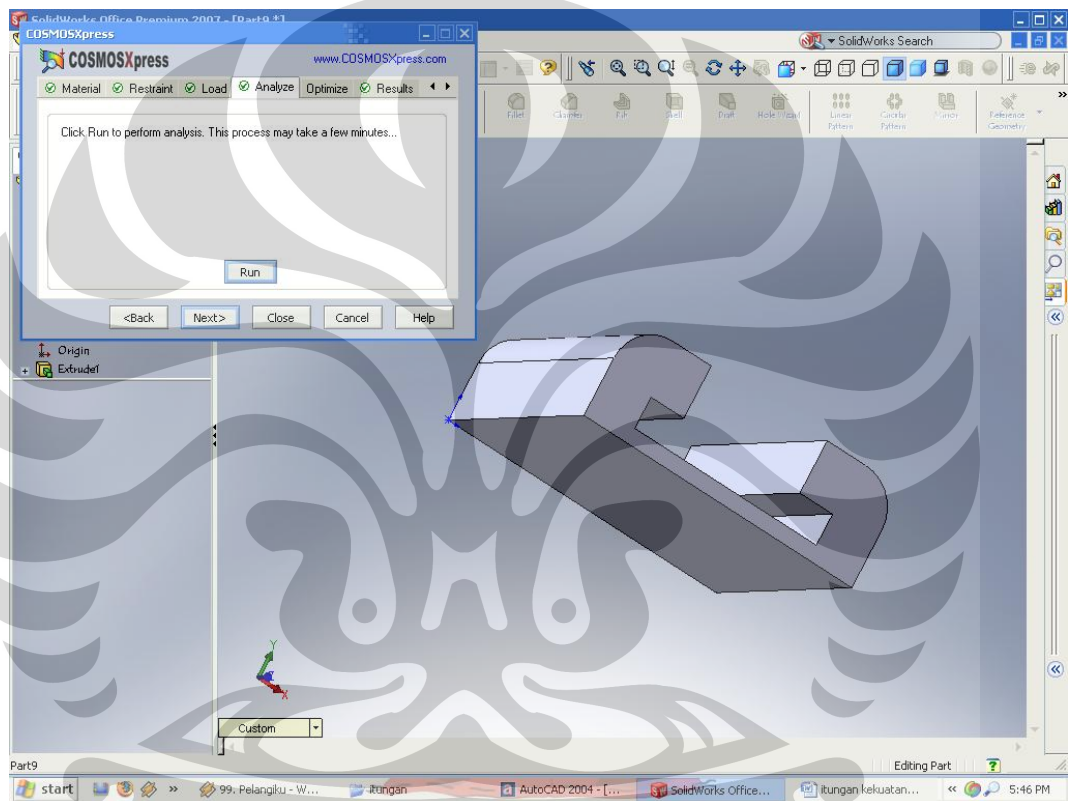 SolidWorks Office Premium 2007 - [Part9 *]
COSMOSXpress
COSMOSXpress
www.COSMOSXpress.com
Material Restraint Load Analyze Optimize Results
Click Run to perform analysis. This process may take a few minutes...
Run
<Back Next> Close Cancel Help
SolidWorks Search
Fillet Chamfer Rib Shell Draft Hole Wizard Linear Pattern Circular Pattern Mirror Reference Geometry
Origin
Extrude1
Y
X
Custom
Part9
Editing Part
start
99. Pelangiku - W...
itungan
AutoCAD 2004 - [...
SolidWorks Office...
itungan kekuatan...
5:46 PM